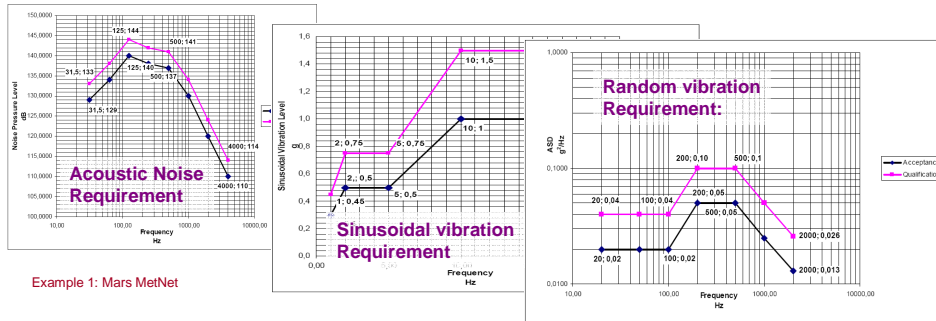 150,0000
145,0000
140,0000
135,0000
130,0000
125,0000
120,0000
115,0000
110,0000
105,0000
100,0000
Noise Pressure Level
dB
125; 144
500; 141
31,5; 133
125; 140
500; 137
31,5; 129
4000; 114
4000; 110
Acoustic Noise
Requirement
10,00
100,00
1000,00
10000,00
Frequency
Hz
Example 1: Mars MetNet
1,6
1,4
1,2
1,0
0,8
0,6
0,4
0,2
0,0
Sinusoidal Vibration Level
g
10; 1,5
2; 0,75
5; 0,75
10; 1
2,; 0,5
5; 0,5
1; 0,45
Sinusoidal vibration
Requirement
0,00
Frequency
Hz
1,0000
0,1000
0,0100
ASD
g²/Hz
Random vibration
Requirement:
200; 0,10
500; 0,1
20; 0,04
100; 0,04
200; 0,05
500; 0,05
20; 0,02
100; 0,02
2000; 0,026
2000; 0,013
10,00
100,00
1000,00
10000,00
Frequency
Hz
Acceptanc
Qualification